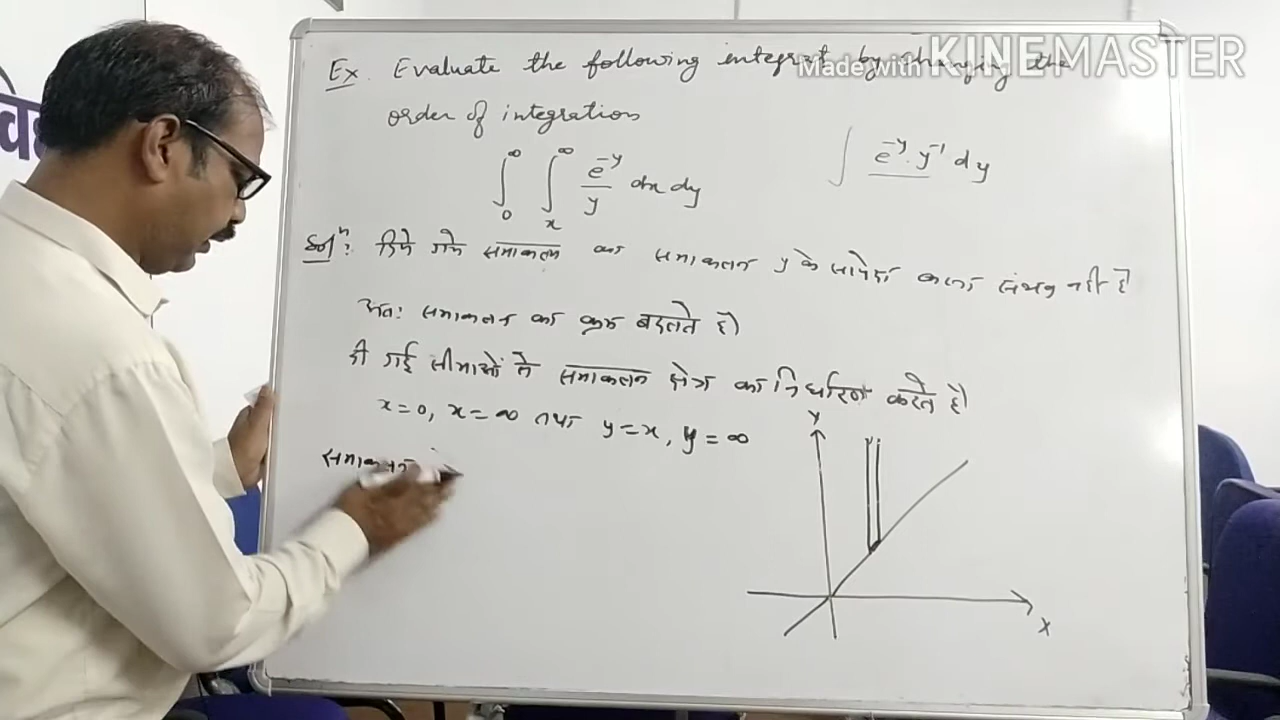 Ex. Evaluate the following integral by changing the
Made with KINEMASTER
order of integration
∫₀^∞ ∫ₓ^∞ e^-y/y dx dy
∫ e^-y · y^-1 dy
Solⁿ: दिये गये समाकलन का समाकलन y के सापेक्ष करना संभव नहीं है
अतः समाकलन का क्रम बदलते है।
दी गई सीमाओं से समाकलन क्षेत्र का निर्धारण करते है।
x=0, x=∞ तथा y=x, y=∞
समाकलन
Y
X
वि